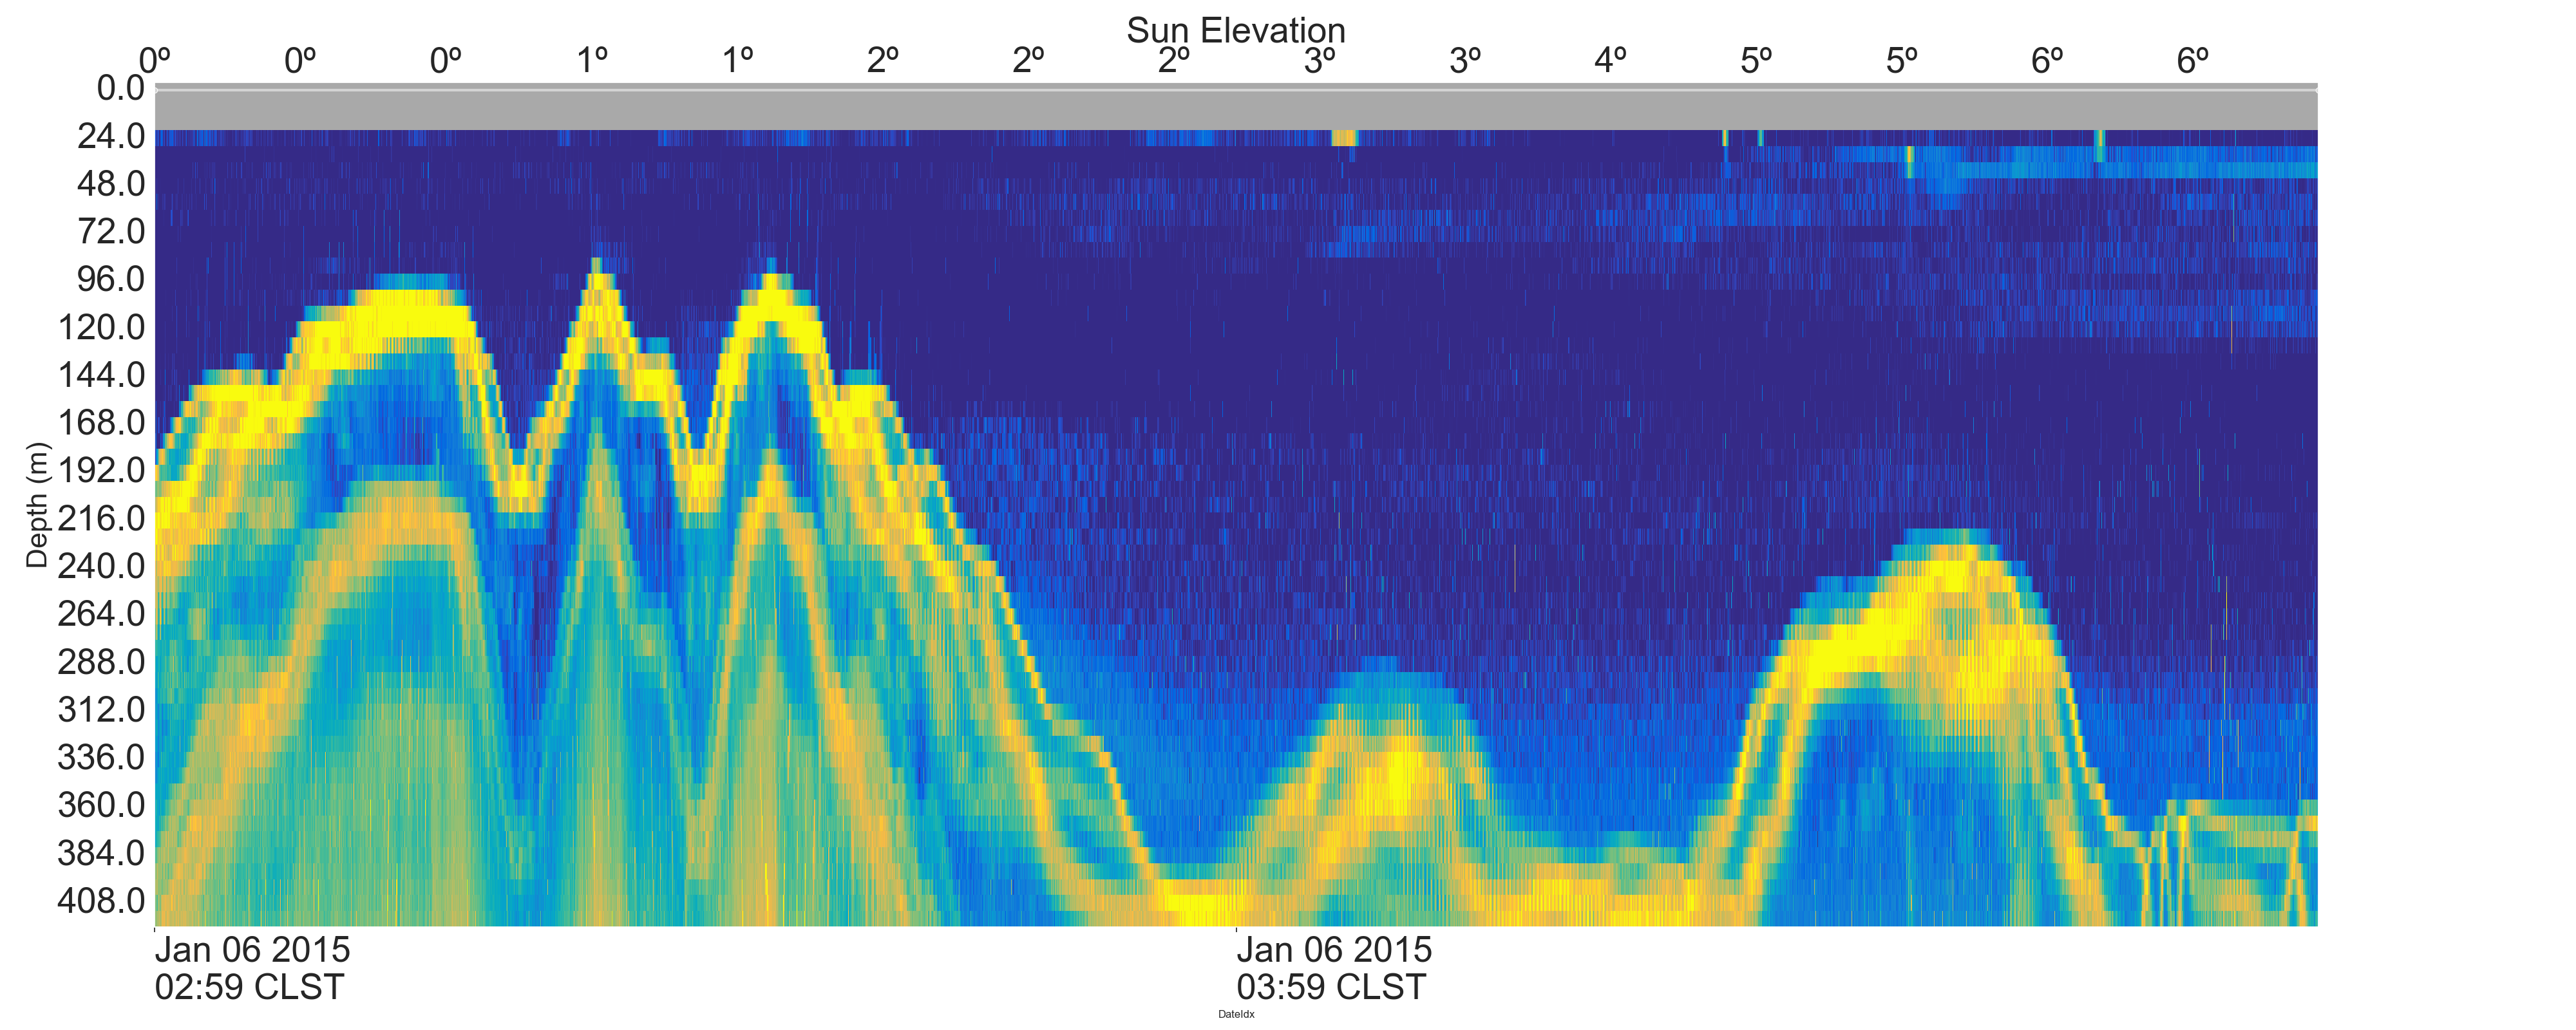 Sun Elevation
0º 0º 0º 1º 1º 2º 2º 2º 3º 3º 4º 5º 5º 6º 6º
0.0
24.0
48.0
72.0
96.0
120.0
144.0
168.0
192.0
216.0
240.0
264.0
288.0
312.0
336.0
360.0
384.0
408.0
Depth (m)
Jan 06 2015
02:59 CLST
Jan 06 2015
03:59 CLST
DateIdx